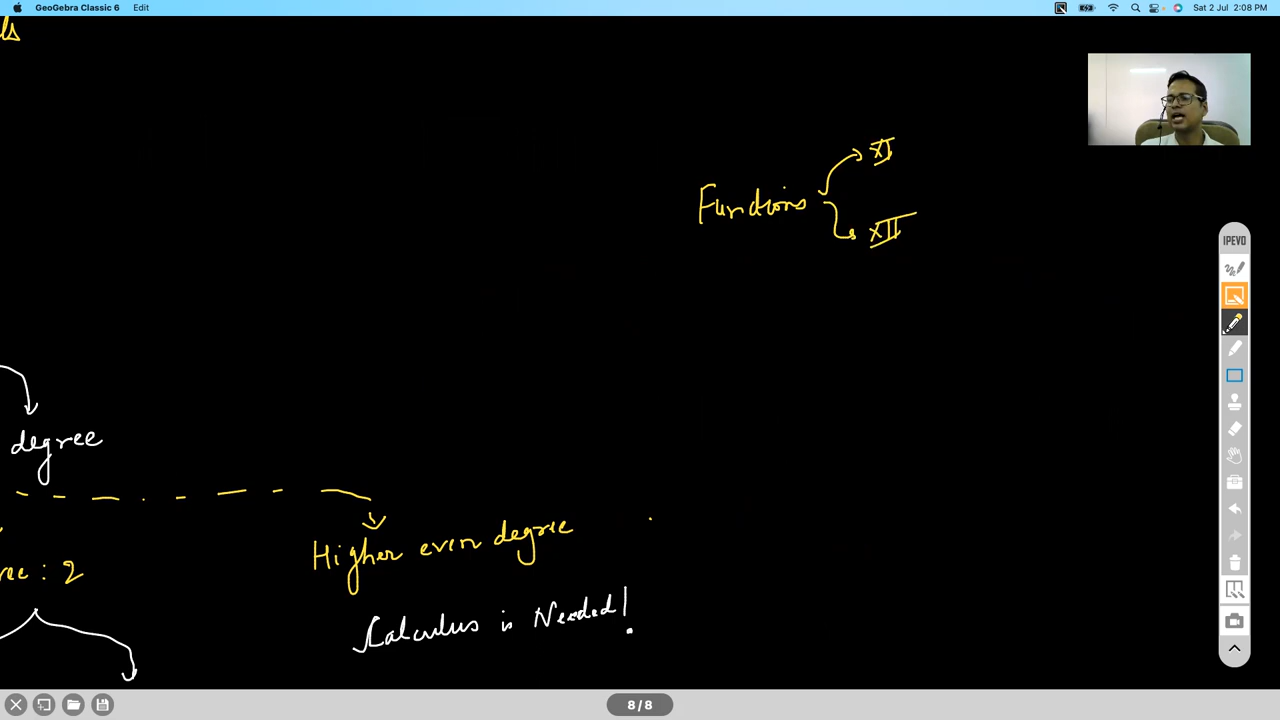 GeoGebra Classic 6 Edit
Sat 2 Jul 2:08 PM
ls
XI
Functions
XII
IPEVO
degree
Higher even degree
ree : 2
Calculus is Needed!
8/8